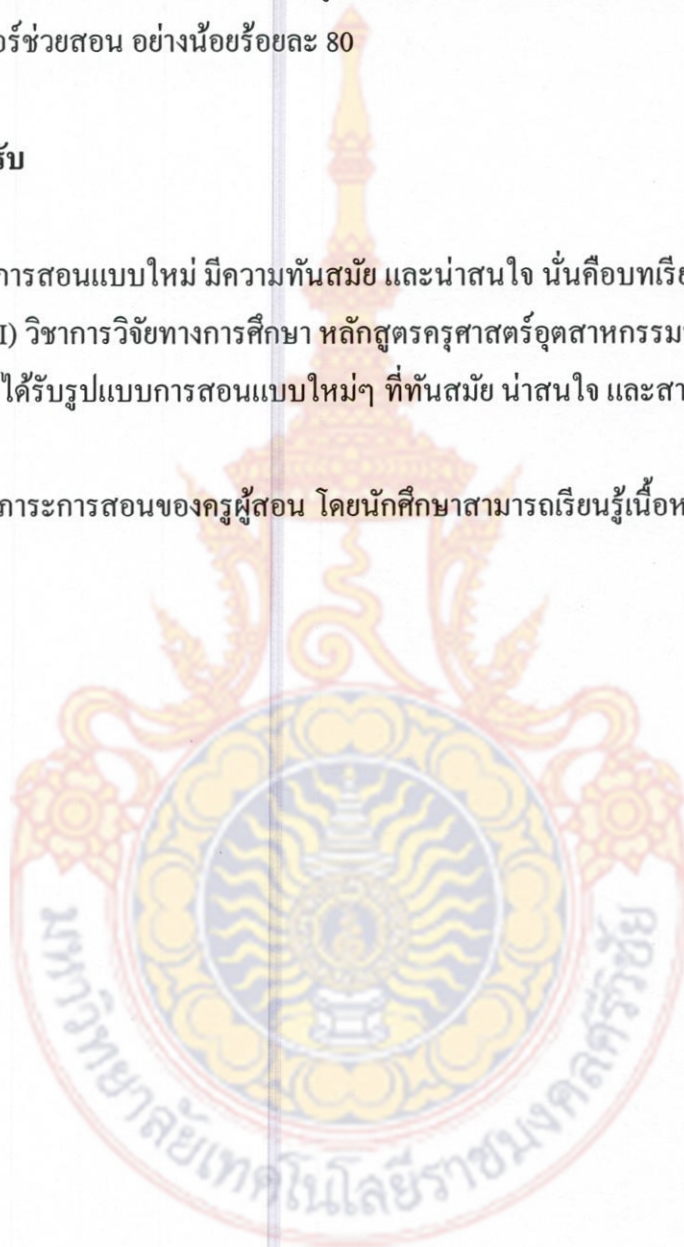 อร์ช่วยสอน อย่างน้อยร้อยละ 80
รับ
การสอนแบบใหม่ มีความทันสมัย และน่าสนใจ นั่นคือบทเรีย
I) วิชาการวิจัยทางการศึกษา หลักสูตรครุศาสตร์อุตสาหกรรม
ได้รับรูปแบบการสอนแบบใหม่ๆ ที่ทันสมัย น่าสนใจ และสา
ภาระการสอนของครูผู้สอน โดยนักศึกษาสามารถเรียนรู้เนื้อห
มหาวิทยาลัยเทคโนโลยีราชมงคลศรีวิชัย